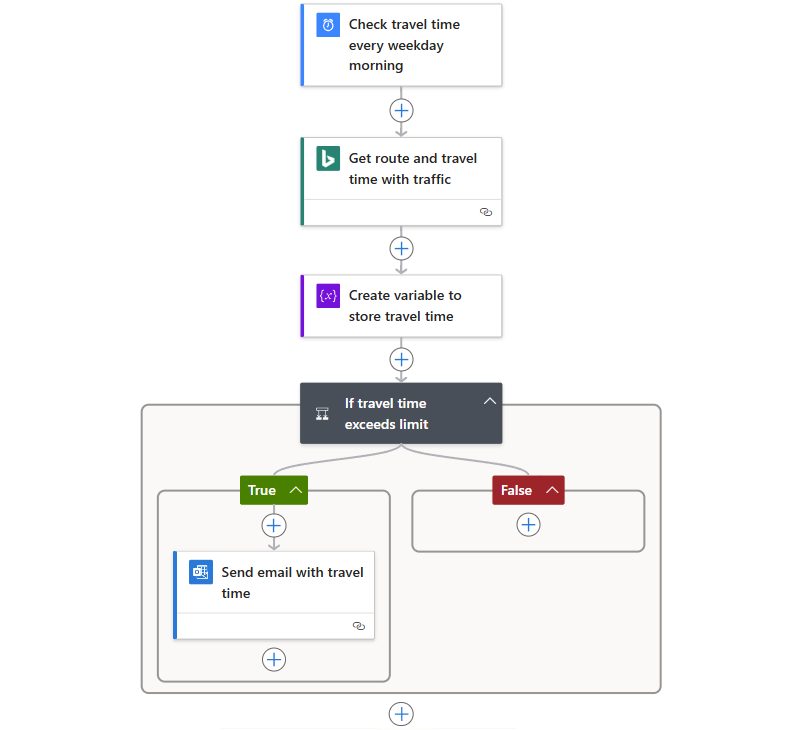 Check travel time
every weekday
morning
Get route and travel
time with traffic
{x}
Create variable to
store travel time
If travel time
exceeds limit
True
False
Send email with travel
time